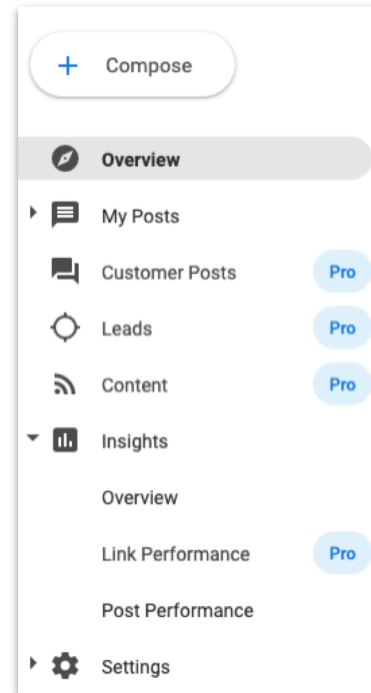 Compose
Overview
My Posts
Customer Posts Pro
Leads Pro
Content Pro
Insights
Overview
Link Performance Pro
Post Performance
Settings